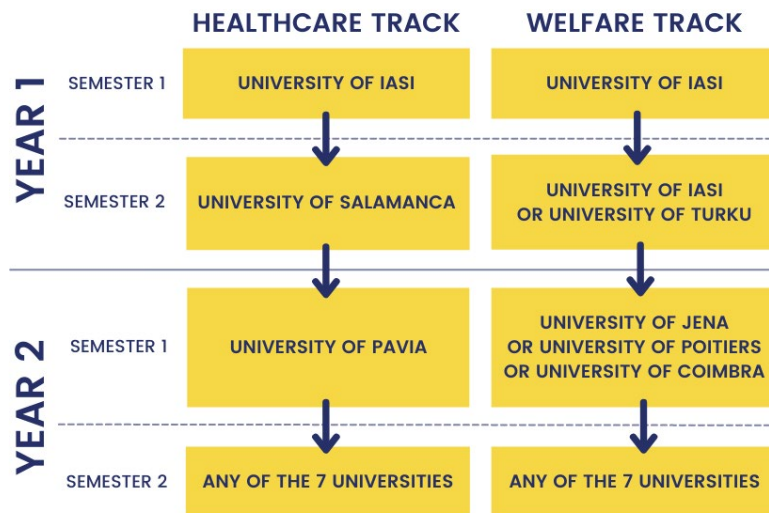 HEALTHCARE TRACK
WELFARE TRACK
YEAR 1
SEMESTER 1
UNIVERSITY OF IASI
UNIVERSITY OF IASI
SEMESTER 2
UNIVERSITY OF SALAMANCA
UNIVERSITY OF IASI
OR UNIVERSITY OF TURKU
YEAR 2
SEMESTER 1
UNIVERSITY OF PAVIA
UNIVERSITY OF JENA
OR UNIVERSITY OF POITIERS
OR UNIVERSITY OF COIMBRA
SEMESTER 2
ANY OF THE 7 UNIVERSITIES
ANY OF THE 7 UNIVERSITIES